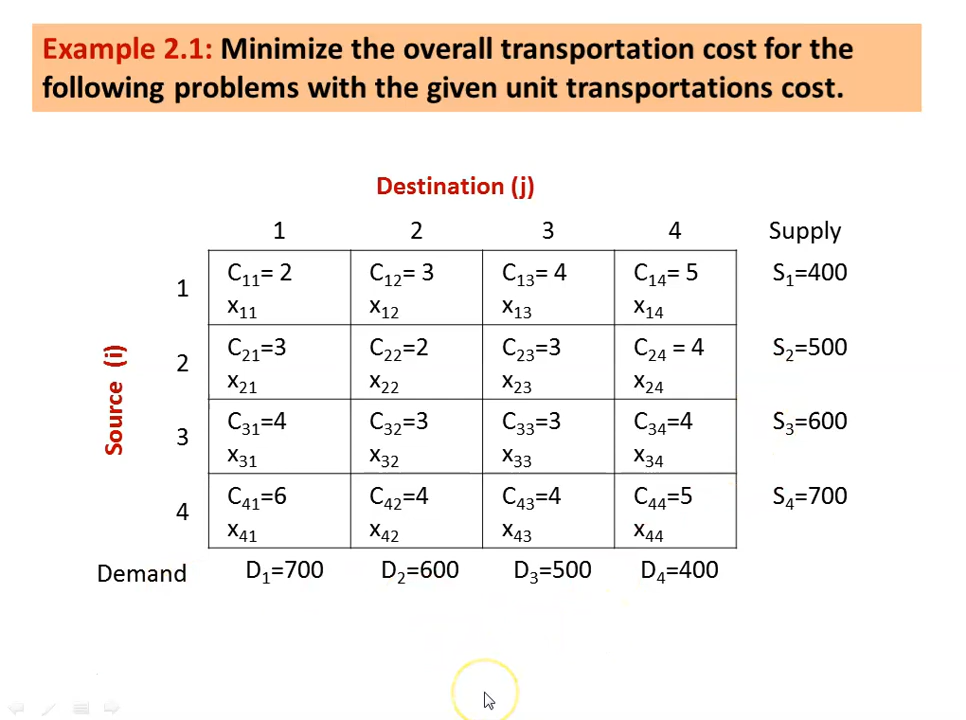 Example 2.1: Minimize the overall transportation cost for the
following problems with the given unit transportations cost.
Destination (j)
1 2 3 4 Supply
Source (i)
1 C11= 2 C12= 3 C13= 4 C14= 5 S1=400
x11 x12 x13 x14
2 C21=3 C22=2 C23=3 C24 = 4 S2=500
x21 x22 x23 x24
3 C31=4 C32=3 C33=3 C34=4 S3=600
x31 x32 x33 x34
4 C41=6 C42=4 C43=4 C44=5 S4=700
x41 x42 x43 x44
Demand D1=700 D2=600 D3=500 D4=400